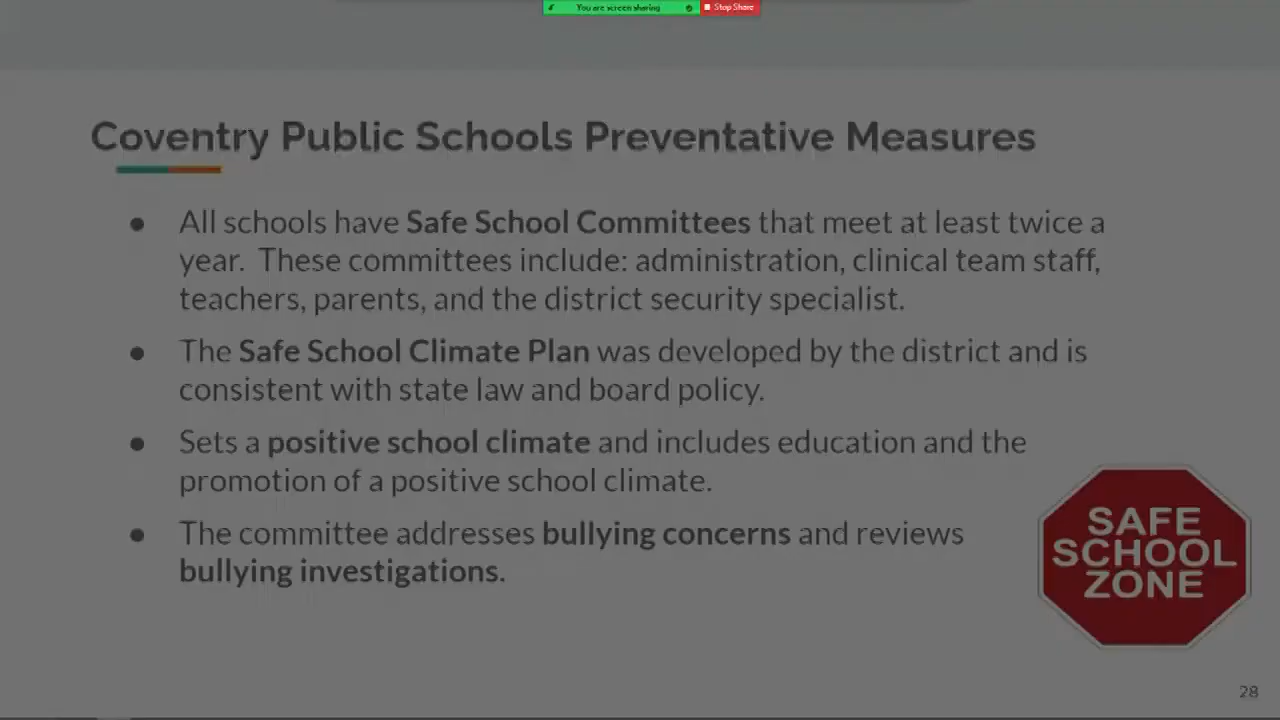 You are screen sharing Stop Share
Coventry Public Schools Preventative Measures
● All schools have Safe School Committees that meet at least twice a
year.  These committees include: administration, clinical team staff,
teachers, parents, and the district security specialist.
● The Safe School Climate Plan was developed by the district and is
consistent with state law and board policy.
● Sets a positive school climate and includes education and the
promotion of a positive school climate.
● The committee addresses bullying concerns and reviews
bullying investigations.
SAFE
SCHOOL
ZONE
28